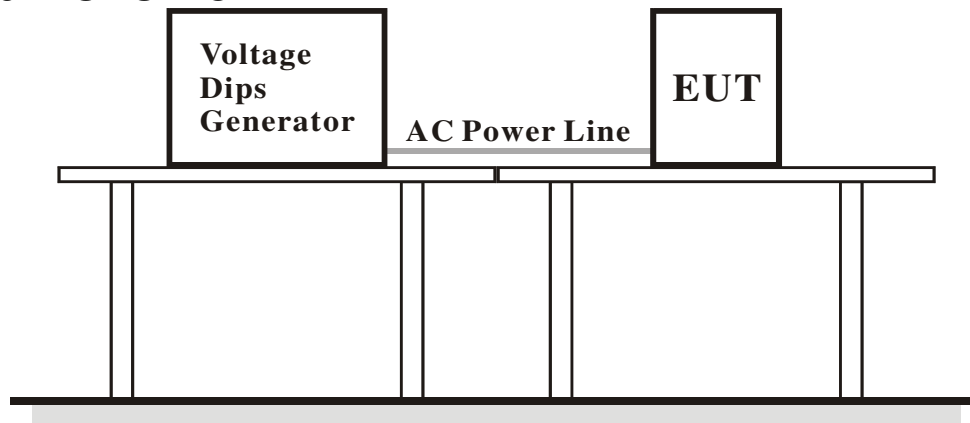 Voltage
Dips
Generator
AC Power Line
EUT